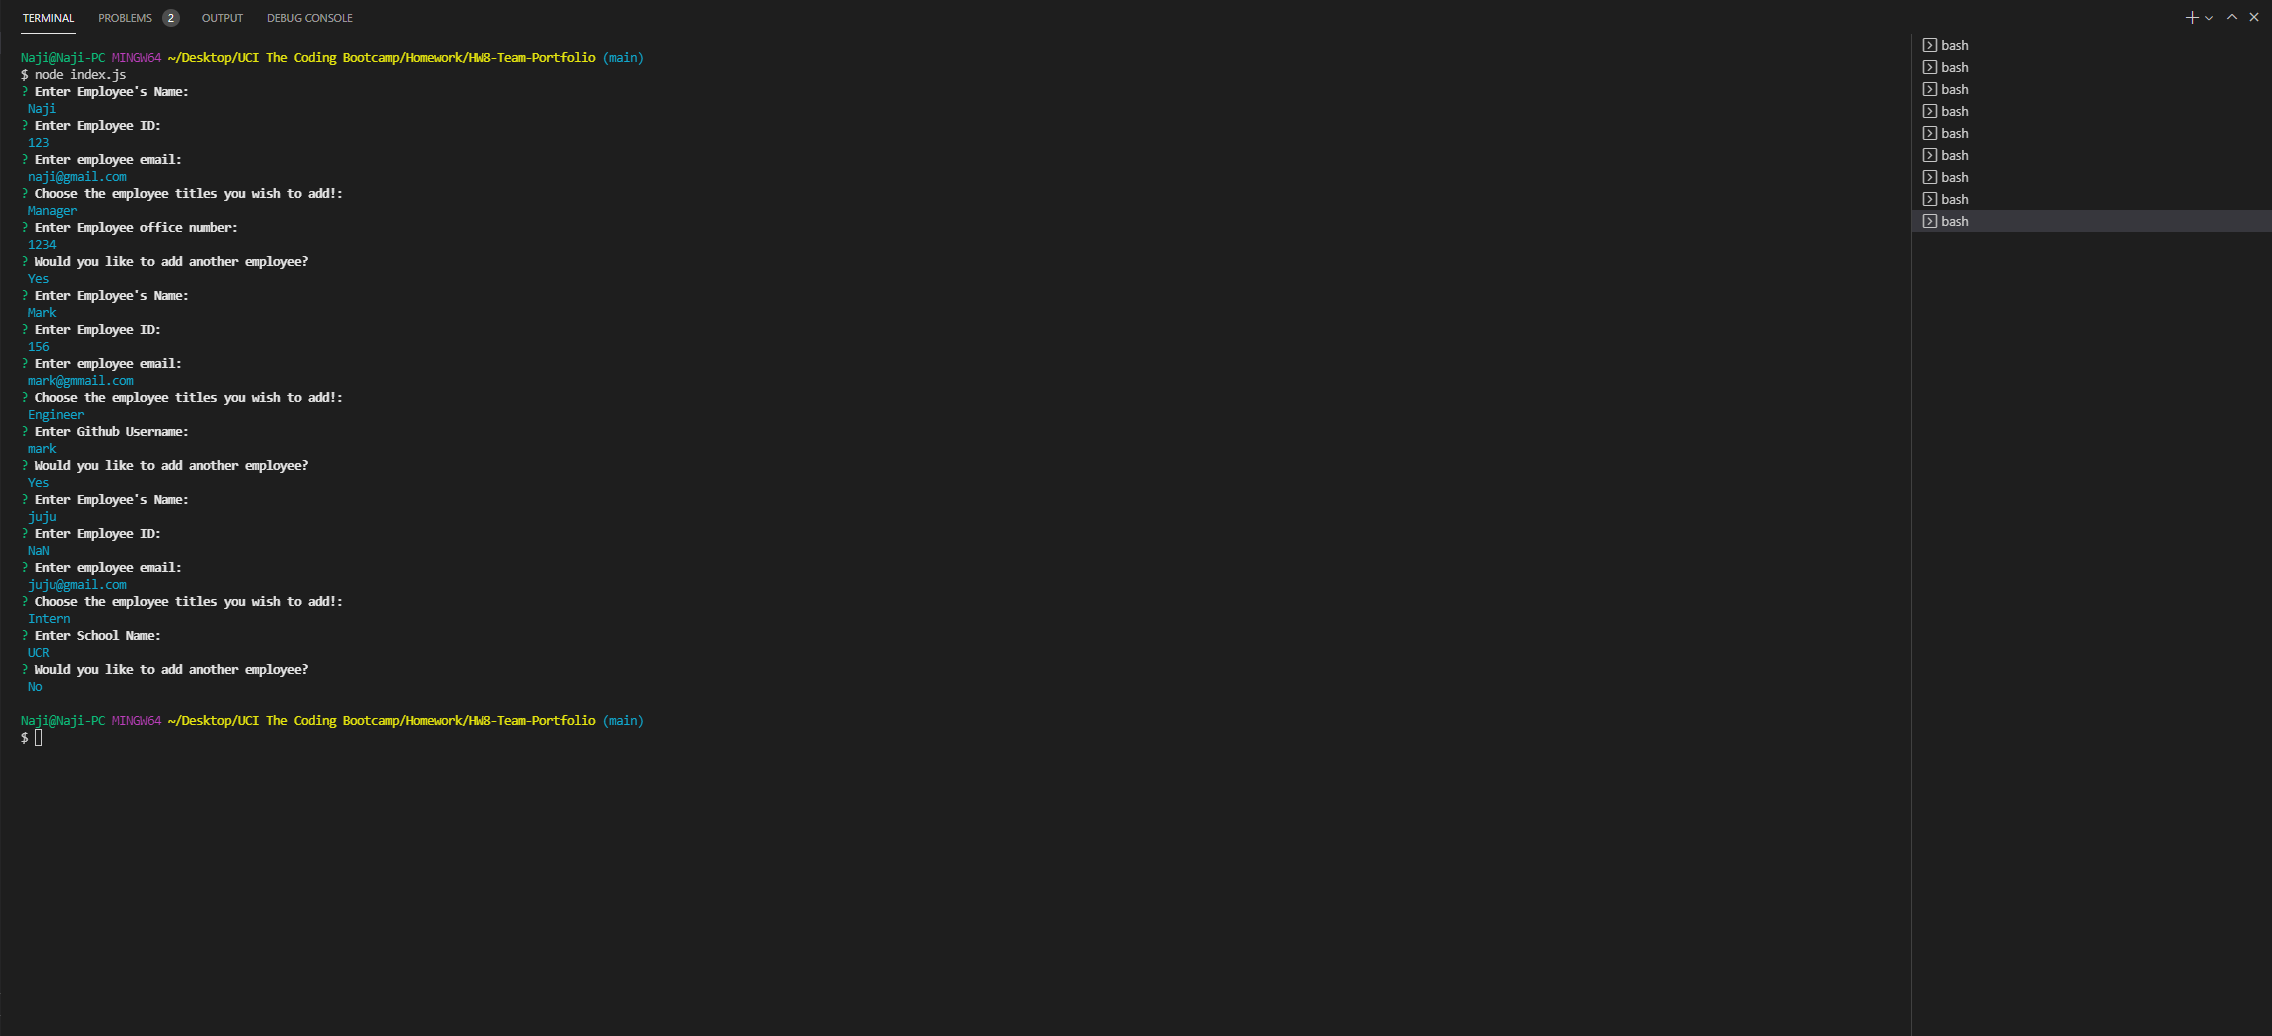 TERMINAL PROBLEMS 2 OUTPUT DEBUG CONSOLE
Naji@Naji-PC MINGW64 ~/Desktop/UCI The Coding Bootcamp/Homework/HW8-Team-Portfolio (main)
$ node index.js
? Enter Employee's Name:
Naji
? Enter Employee ID:
123
? Enter employee email:
naji@gmail.com
? Choose the employee titles you wish to add!:
Manager
? Enter Employee office number:
1234
? Would you like to add another employee?
Yes
? Enter Employee's Name:
Mark
? Enter Employee ID:
156
? Enter employee email:
mark@gmmail.com
? Choose the employee titles you wish to add!:
Engineer
? Enter Github Username:
mark
? Would you like to add another employee?
Yes
? Enter Employee's Name:
juju
? Enter Employee ID:
NaN
? Enter employee email:
juju@gmail.com
? Choose the employee titles you wish to add!:
Intern
? Enter School Name:
UCR
? Would you like to add another employee?
No
Naji@Naji-PC MINGW64 ~/Desktop/UCI The Coding Bootcamp/Homework/HW8-Team-Portfolio (main)
$
bash
bash
bash
bash
bash
bash
bash
bash
bash